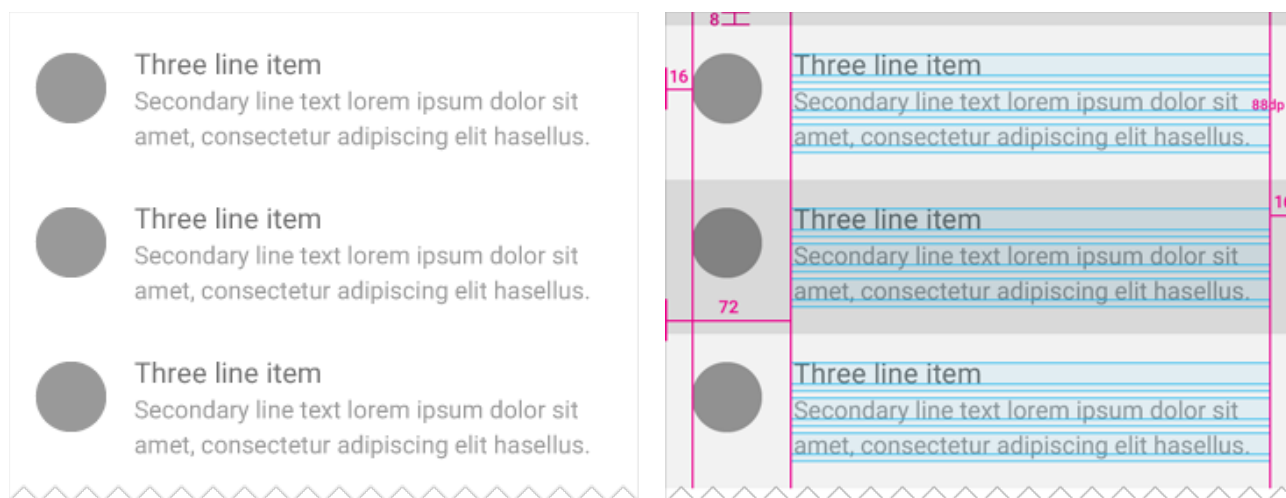 Three line item
Secondary line text lorem ipsum dolor sit
amet, consectetur adipiscing elit hasellus.
Three line item
Secondary line text lorem ipsum dolor sit
amet, consectetur adipiscing elit hasellus.
Three line item
Secondary line text lorem ipsum dolor sit
amet, consectetur adipiscing elit hasellus.
8
16
Three line item
Secondary line text lorem ipsum dolor sit
88dp
amet, consectetur adipiscing elit hasellus.
Three line item
Secondary line text lorem ipsum dolor sit
amet, consectetur adipiscing elit hasellus.
72
Three line item
Secondary line text lorem ipsum dolor sit
amet, consectetur adipiscing elit hasellus.